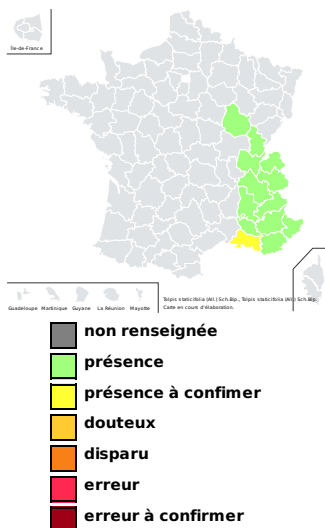 Île-de-France
Guadeloupe Martinique Guyane La Réunion Mayotte
Tolpis staticifolia (All.) Sch.Bip., Tolpis staticifolia (All.) Sch.Bip.
Carte en cours d'élaboration.
non renseignée
présence
présence à confimer
douteux
disparu
erreur
erreur à confirmer